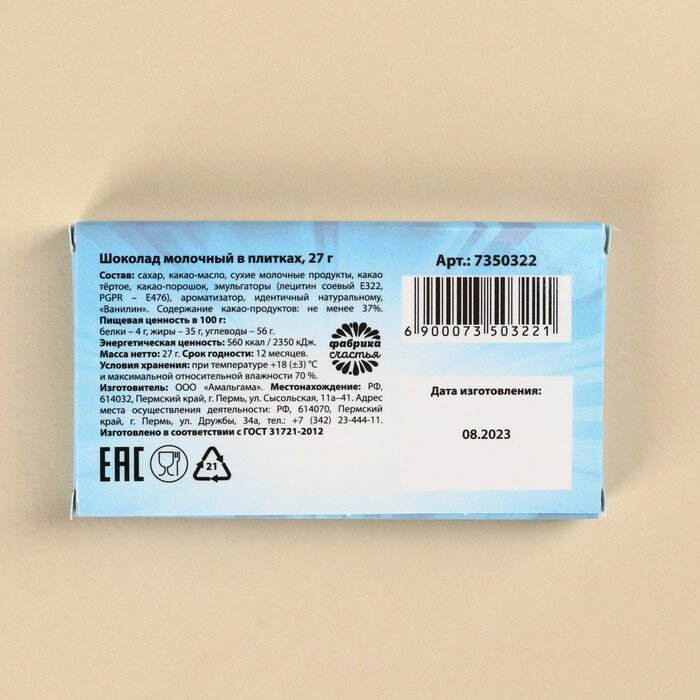 Шоколад молочный в плитках, 27 г
Состав: сахар, какао-масло, сухие молочные продукты, какао
тёртое, какао-порошок, эмульгаторы (лецитин соевый E322,
PGPR – E476), ароматизатор, идентичный натуральному,
«Ванилин». Содержание какао-продуктов: не менее 37%.
Пищевая ценность в 100 г:
белки – 4 г, жиры – 35 г, углеводы – 56 г.
Энергетическая ценность: 560 ккал / 2350 кДж.
Масса нетто: 27 г. Срок годности: 12 месяцев.
Условия хранения: при температуре +18 (±3) °С
и максимальной относительной влажности 70 %.
Изготовитель: ООО «Амальгама». Местонахождение: РФ,
614032, Пермский край, г. Пермь, ул. Сысольская, 11а–41. Адрес
места осуществления деятельности: РФ, 614070, Пермский
край, г. Пермь, ул. Дружбы, 34а, тел.: +7 (342) 23-444-11.
Изготовлено в соответствии с ГОСТ 31721-2012
фабрика
счастья
EAC
21
Арт.: 7350322
6 900073 503221
Дата изготовления:
08.2023